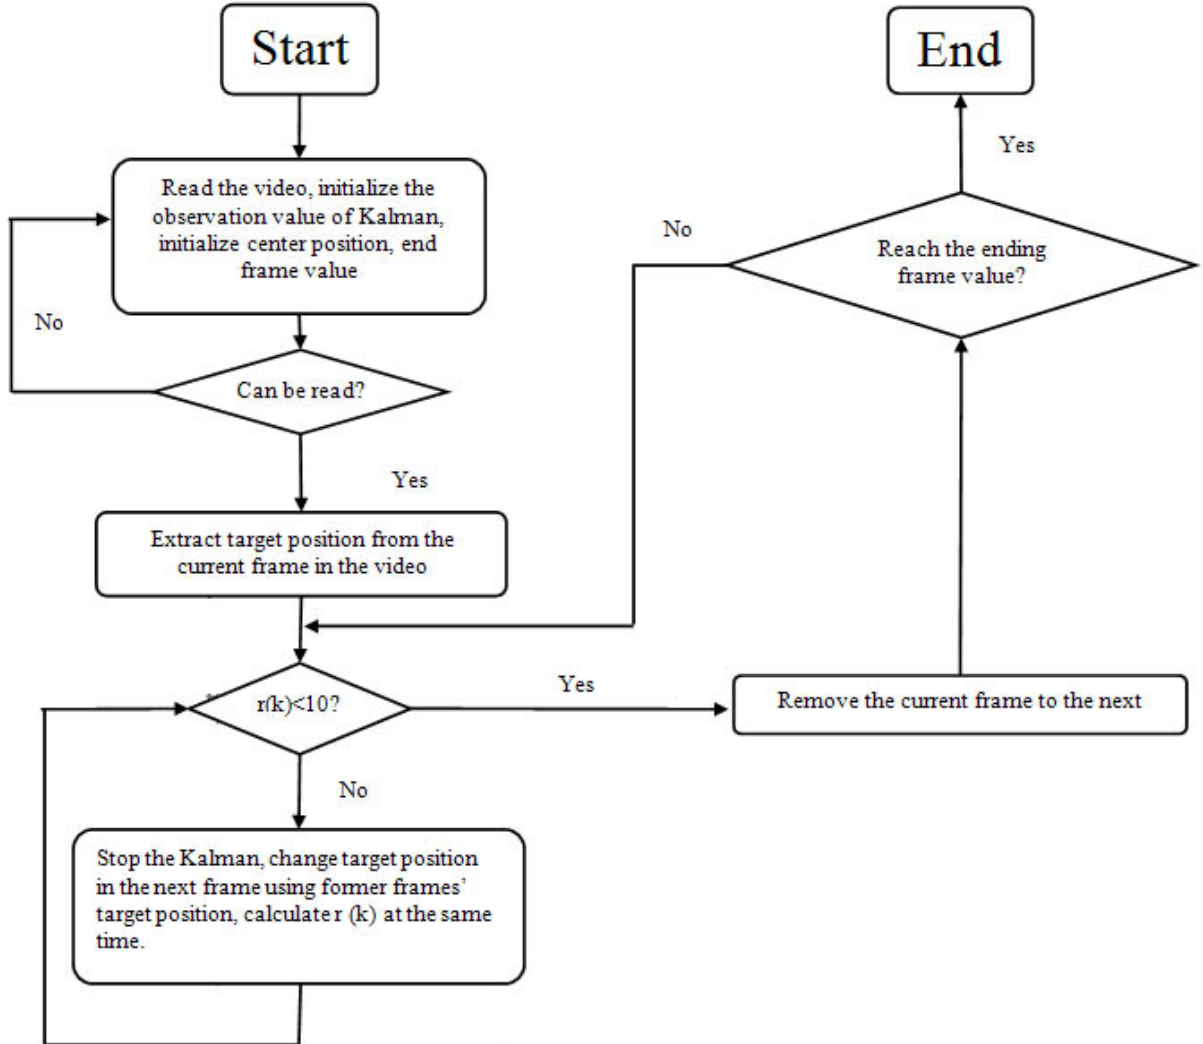 Start
Read the video, initialize the
observation value of Kalman,
initialize center position, end
frame value
No
Can be read?
Yes
Extract target position from the
current frame in the video
r(k)<10?
Yes
No
Stop the Kalman, change target position
in the next frame using former frames'
target position, calculate r (k) at the same
time.
Remove the current frame to the next
Reach the ending
frame value?
No
Yes
End